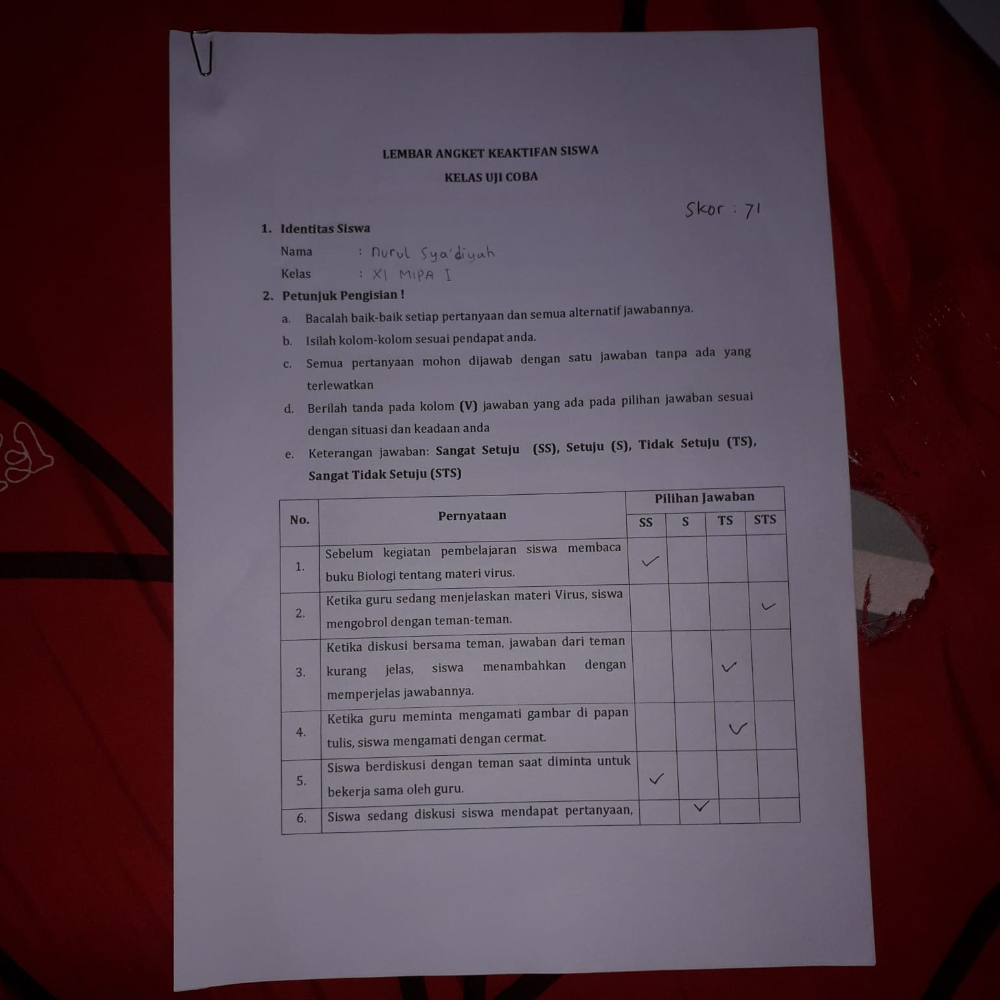 LEMBAR ANGKET KEAKTIFAN SISWA
KELAS UJI COBA
Skor : 71
1. Identitas Siswa
Nama : Nurul Sya'diyah
Kelas : XI MIPA I
2. Petunjuk Pengisian !
a. Bacalah baik-baik setiap pertanyaan dan semua alternatif jawabannya.
b. Isilah kolom-kolom sesuai pendapat anda.
c. Semua pertanyaan mohon dijawab dengan satu jawaban tanpa ada yang
terlewatkan
d. Berilah tanda pada kolom (V) jawaban yang ada pada pilihan jawaban sesuai
dengan situasi dan keadaan anda
e. Keterangan jawaban: Sangat Setuju (SS), Setuju (S), Tidak Setuju (TS),
Sangat Tidak Setuju (STS)
No. Pernyataan Pilihan Jawaban
SS S TS STS
1. Sebelum kegiatan pembelajaran siswa membaca
buku Biologi tentang materi virus. ✓
2. Ketika guru sedang menjelaskan materi Virus, siswa
mengobrol dengan teman-teman. ✓
3. Ketika diskusi bersama teman, jawaban dari teman
kurang jelas, siswa menambahkan dengan ✓
memperjelas jawabannya.
4. Ketika guru meminta mengamati gambar di papan
tulis, siswa mengamati dengan cermat. ✓
5. Siswa berdiskusi dengan teman saat diminta untuk
bekerja sama oleh guru. ✓
6. Siswa sedang diskusi siswa mendapat pertanyaan, ✓